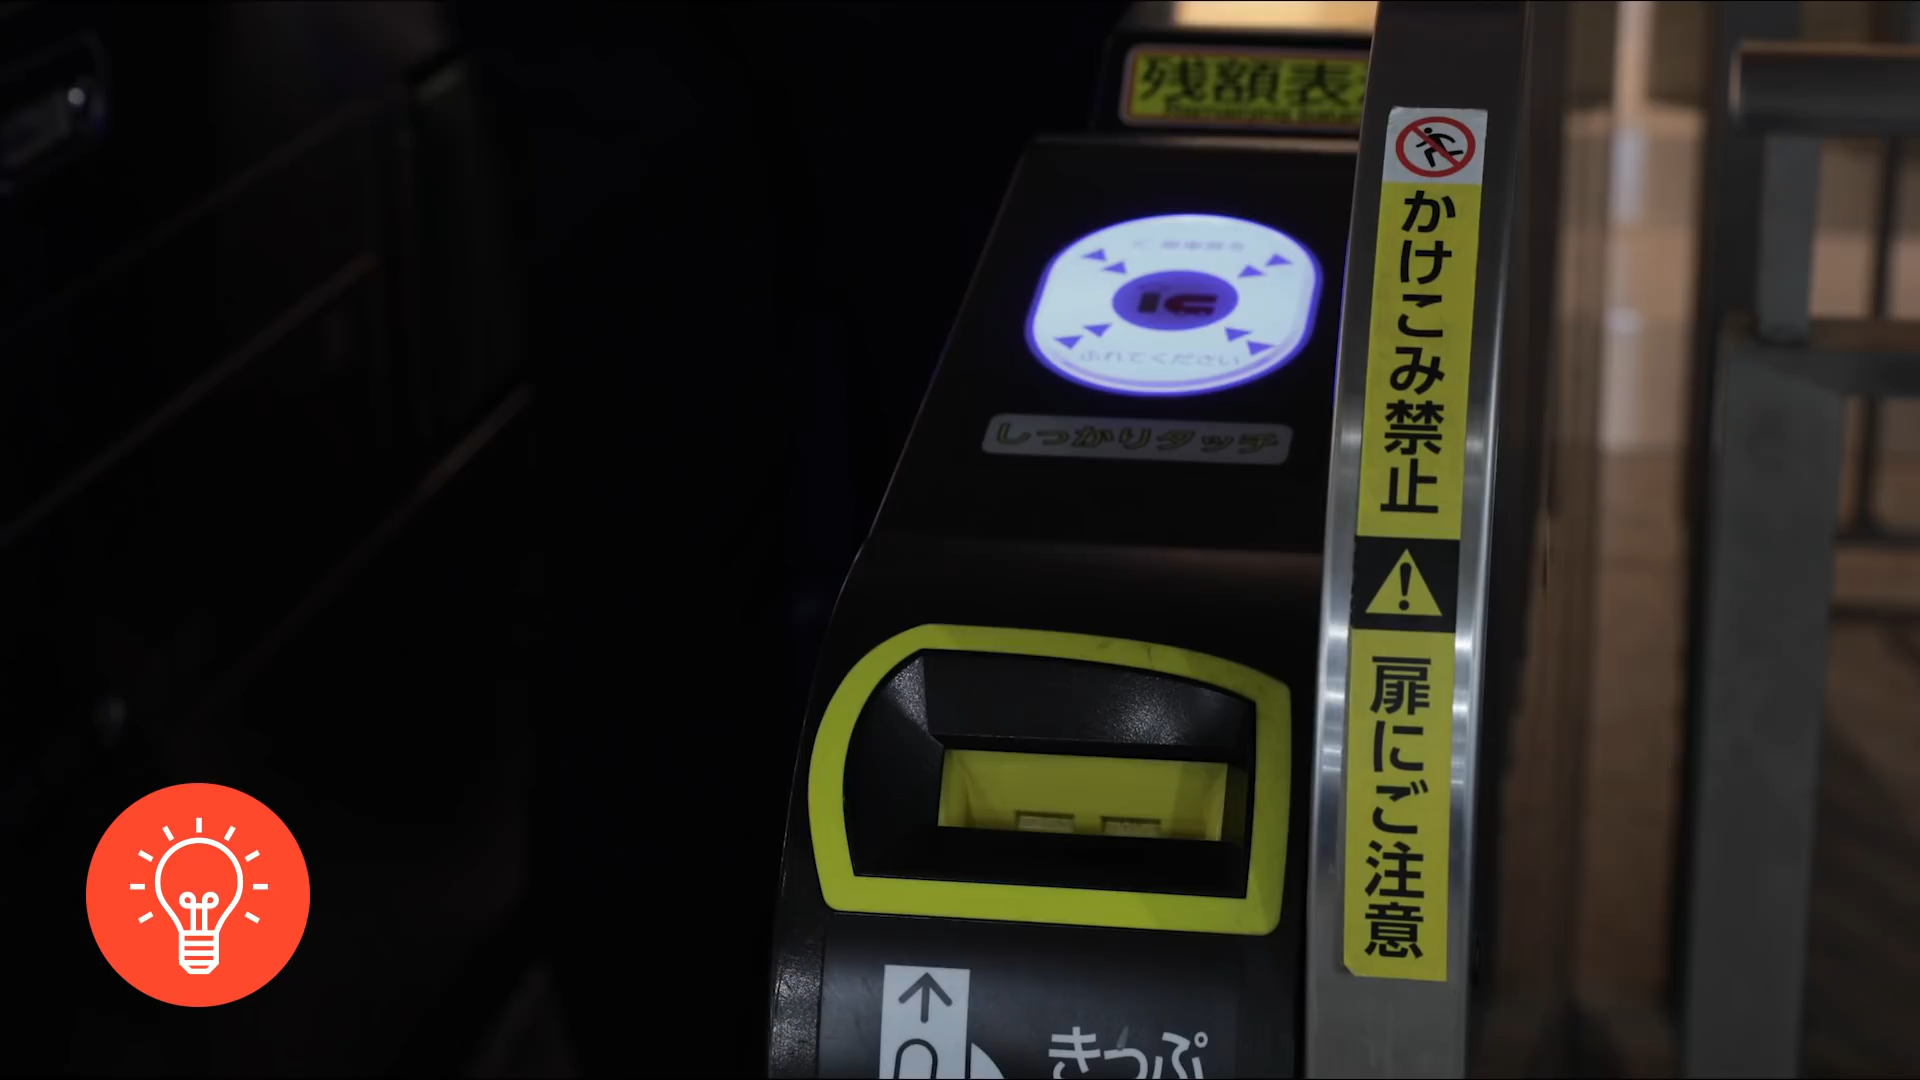 残額表
IC
ふれてください
しっかりタッチ
かけこみ禁止
扉にご注意
きっぷ